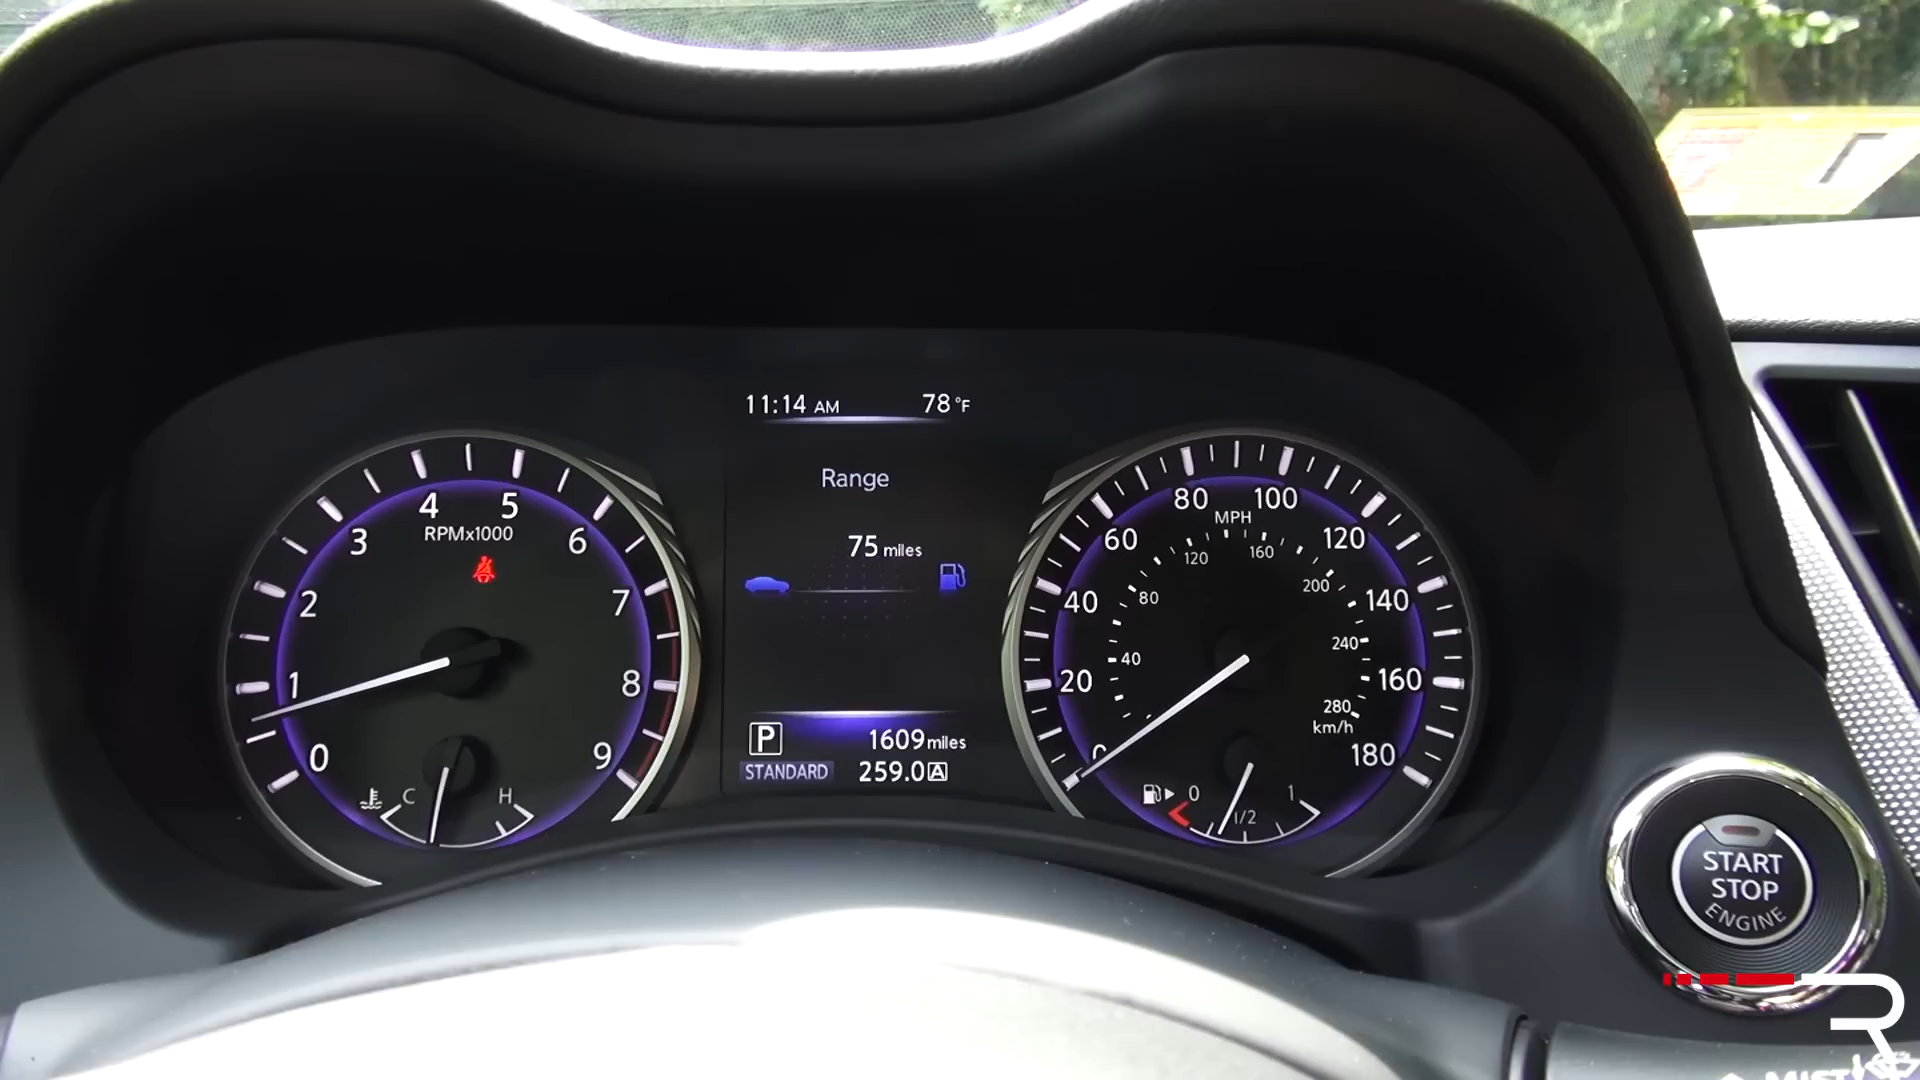 11:14 AM 78°F
Range
75 miles
P 1609 miles
STANDARD 259.0 A
0 1 2 3 4 5 6 7 8 9
RPMx1000
C H
0 20 40 60 80 100 120 140 160 180
MPH
40 80 120 160 200 240 280
km/h
0 1/2 1
START
STOP
ENGINE
R